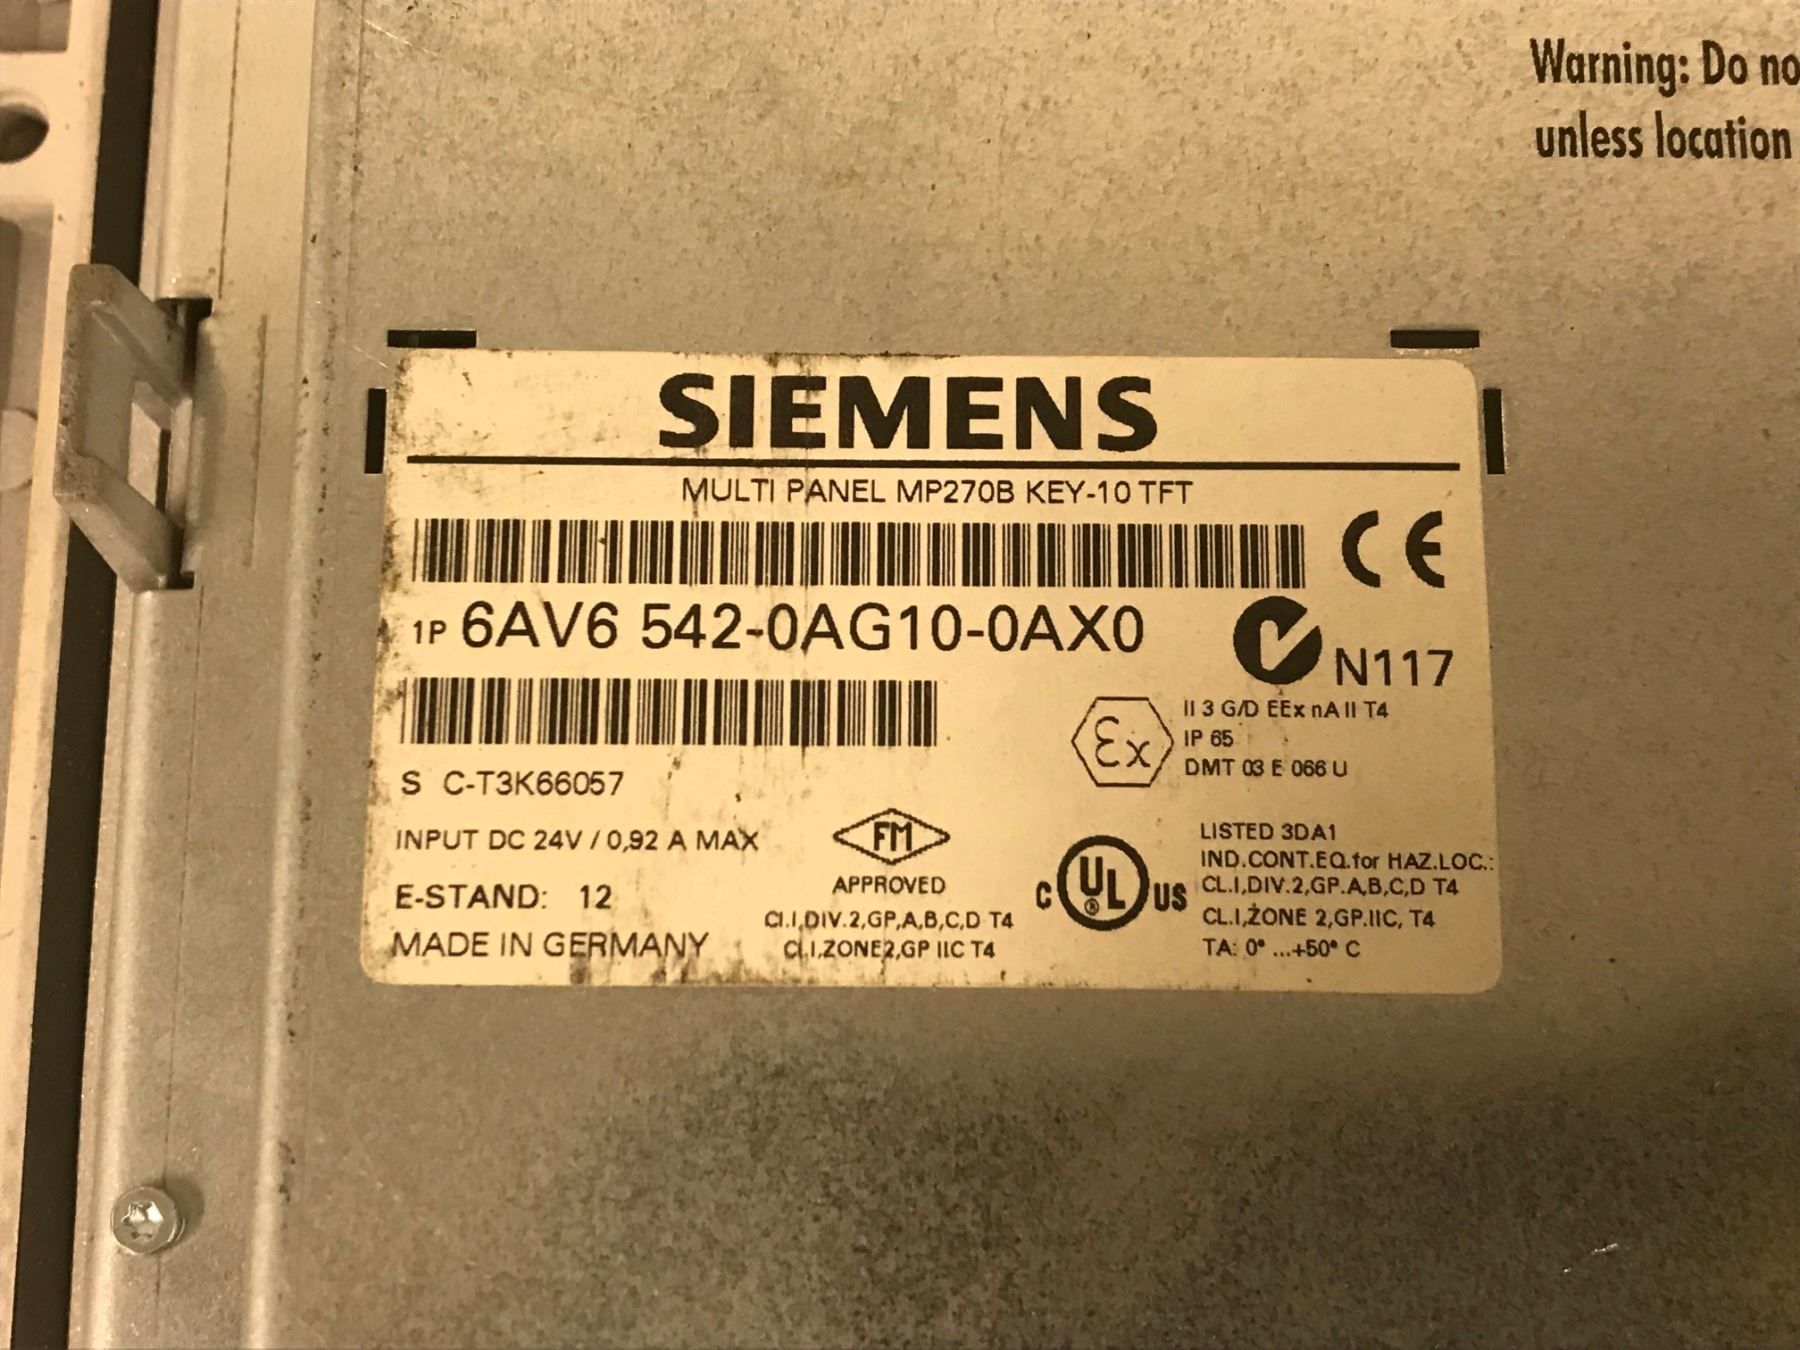 Warning: Do no
unless location
SIEMENS
MULTI PANEL MP270B KEY-10 TFT
CE
1P 6AV6 542-0AG10-0AX0
N117
II 3 G/D EEx nA II T4
Ex
IP 65
DMT 03 E 066 U
S C-T3K66057
INPUT DC 24V / 0,92 A MAX
E-STAND: 12
MADE IN GERMANY
FM
APPROVED
Cl.I,DIV.2,GP,A,B,C,D T4
Cl.I,ZONE2,GP IIC T4
C UL ® US
LISTED 3DA1
IND.CONT.EQ.for HAZ.LOC.:
CL.I,DIV.2,GP.A,B,C,D T4
CL.I,ZONE 2,GP.IIC, T4
TA: 0° ...+50° C